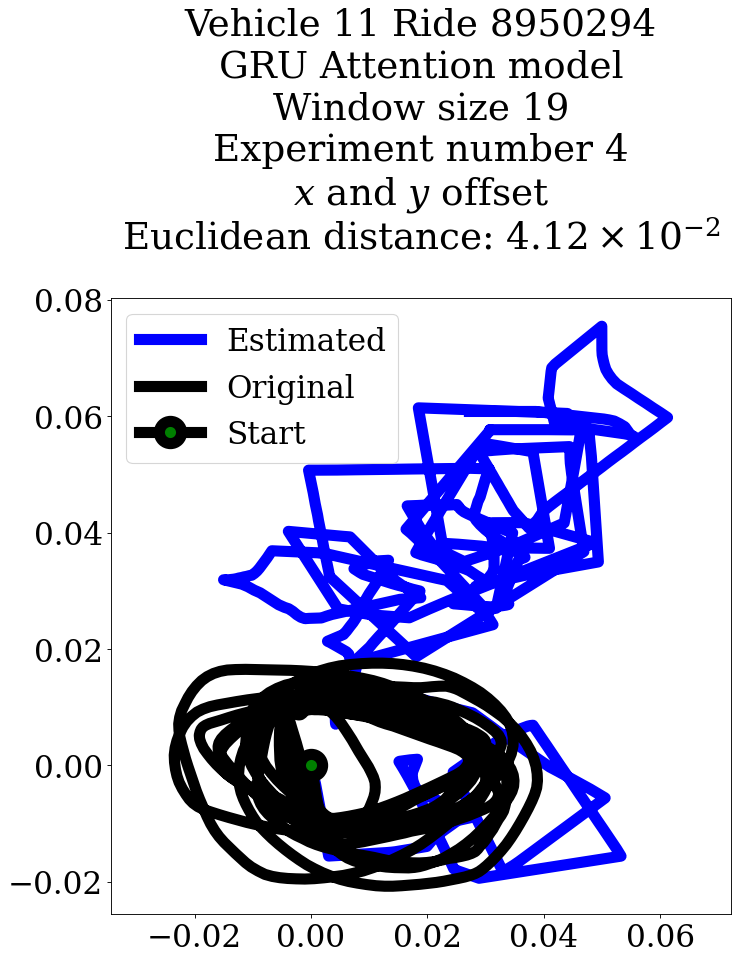 Vehicle 11 Ride 8950294
GRU Attention model
Window size 19
Experiment number 4
x and y offset
Euclidean distance: 4.12 × 10⁻²
0.08
0.06
0.04
0.02
0.00
−0.02
Estimated
Original
Start
−0.02 0.00 0.02 0.04 0.06